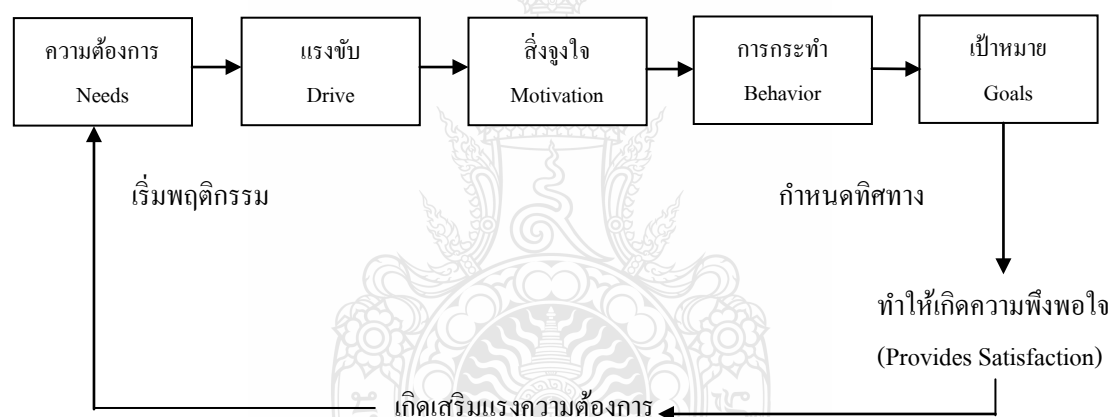 ความต้องการ
Needs
แรงขับ
Drive
สิ่งจูงใจ
Motivation
การกระทำ
Behavior
เป้าหมาย
Goals
เริ่มพฤติกรรม
กำหนดทิศทาง
ทำให้เกิดความพึงพอใจ
(Provides Satisfaction)
เกิดเสริมแรงความต้องการ